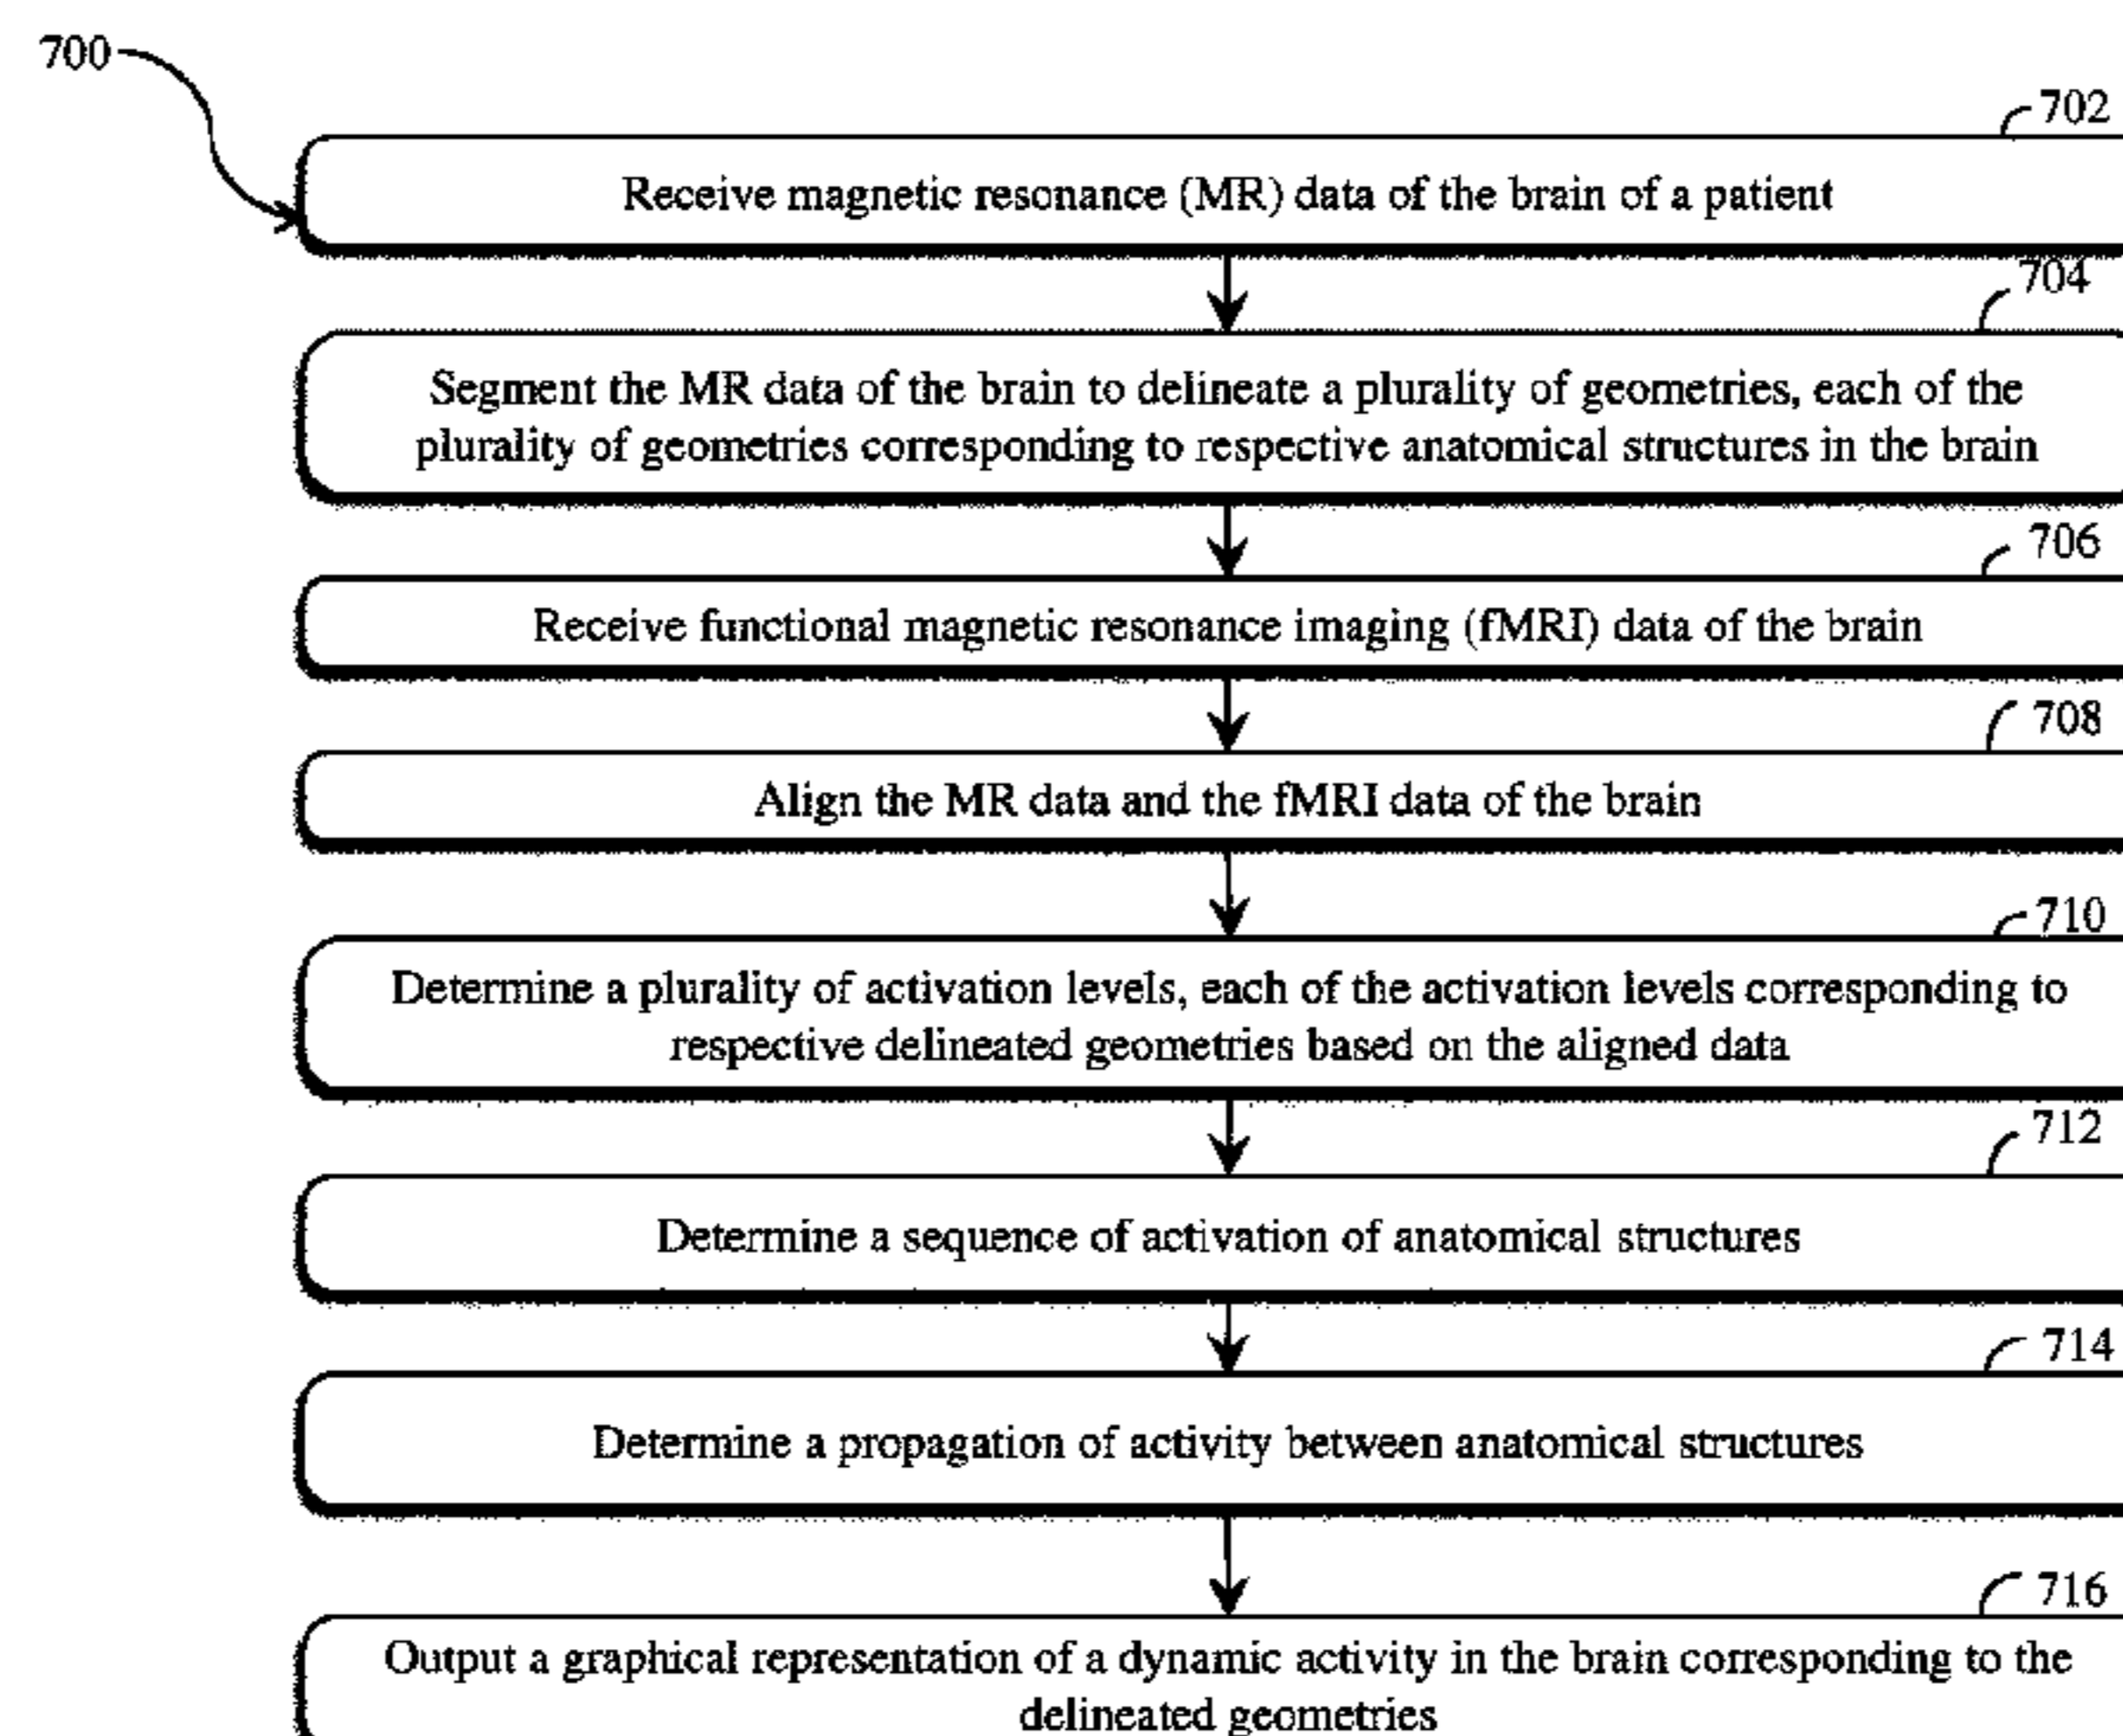 700
702
Receive magnetic resonance (MR) data of the brain of a patient
704
Segment the MR data of the brain to delineate a plurality of geometries, each of the
plurality of geometries corresponding to respective anatomical structures in the brain
706
Receive functional magnetic resonance imaging (fMRI) data of the brain
708
Align the MR data and the fMRI data of the brain
710
Determine a plurality of activation levels, each of the activation levels corresponding to
respective delineated geometries based on the aligned data
712
Determine a sequence of activation of anatomical structures
714
Determine a propagation of activity between anatomical structures
716
Output a graphical representation of a dynamic activity in the brain corresponding to the
delineated geometries